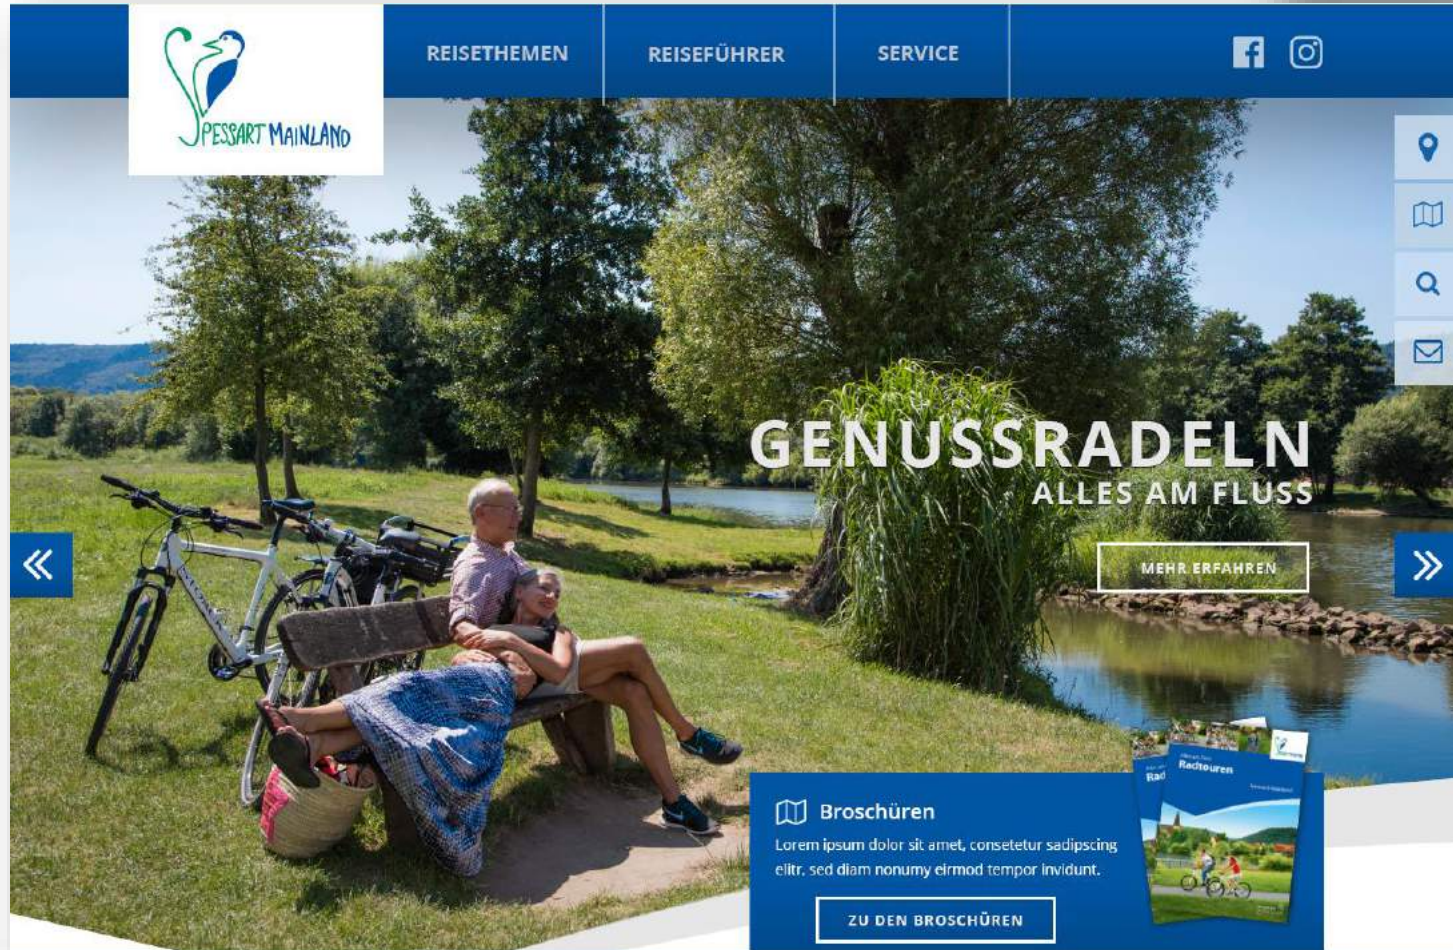 SPESSART MAINLAND
REISETHEMEN
REISEFÜHRER
SERVICE
GENUSSRADELN
ALLES AM FLUSS
MEHR ERFAHREN
Broschüren
Lorem ipsum dolor sit amet, consetetur sadipscing
elitr, sed diam nonumy eirmod tempor invidunt.
ZU DEN BROSCHÜREN
Rad
Radtouren